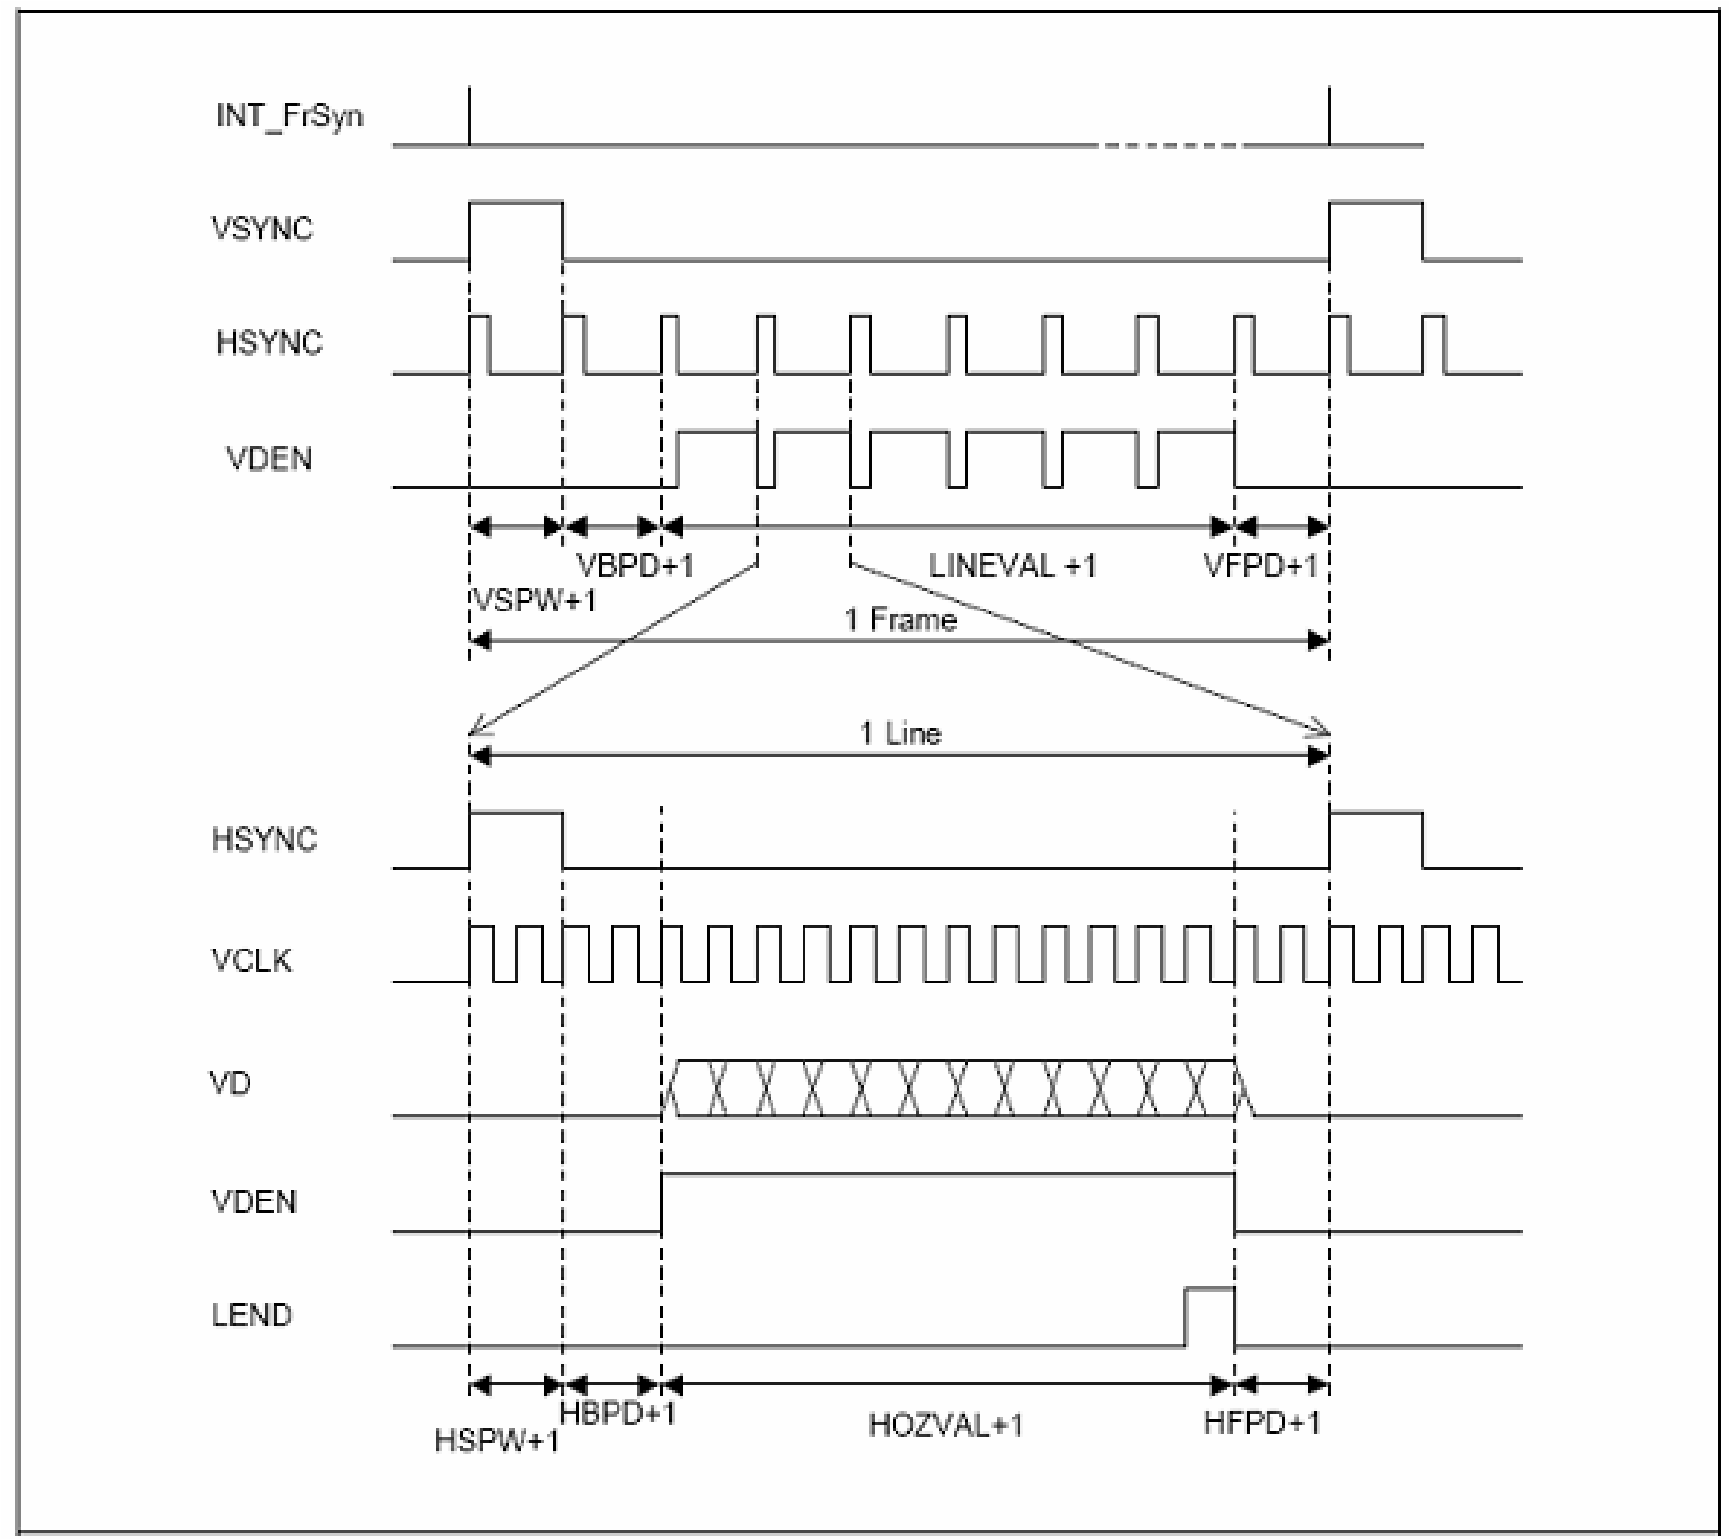 INT_FrSyn
VSYNC
HSYNC
VDEN
VBPD+1
LINEVAL +1
VFPD+1
VSPW+1
1 Frame
1 Line
HSYNC
VCLK
VD
VDEN
LEND
HBPD+1
HOZVAL+1
HFPD+1
HSPW+1